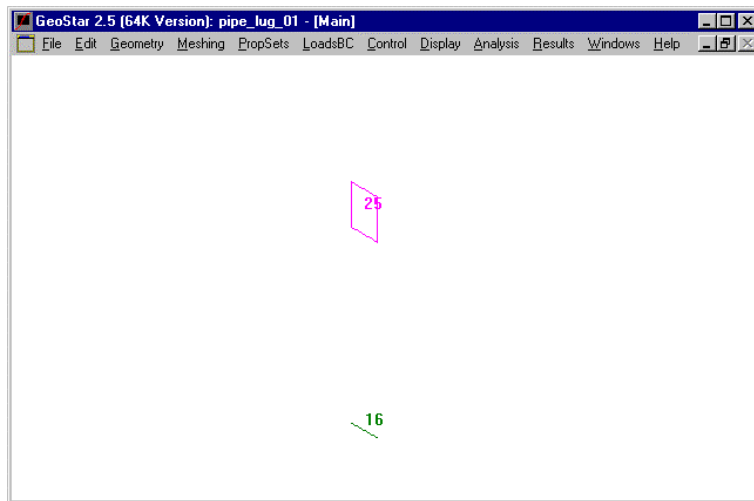 GeoStar 2.5 (64K Version): pipe_lug_01 - [Main]
File Edit Geometry Meshing PropSets LoadsBC Control Display Analysis Results Windows Help
25
16